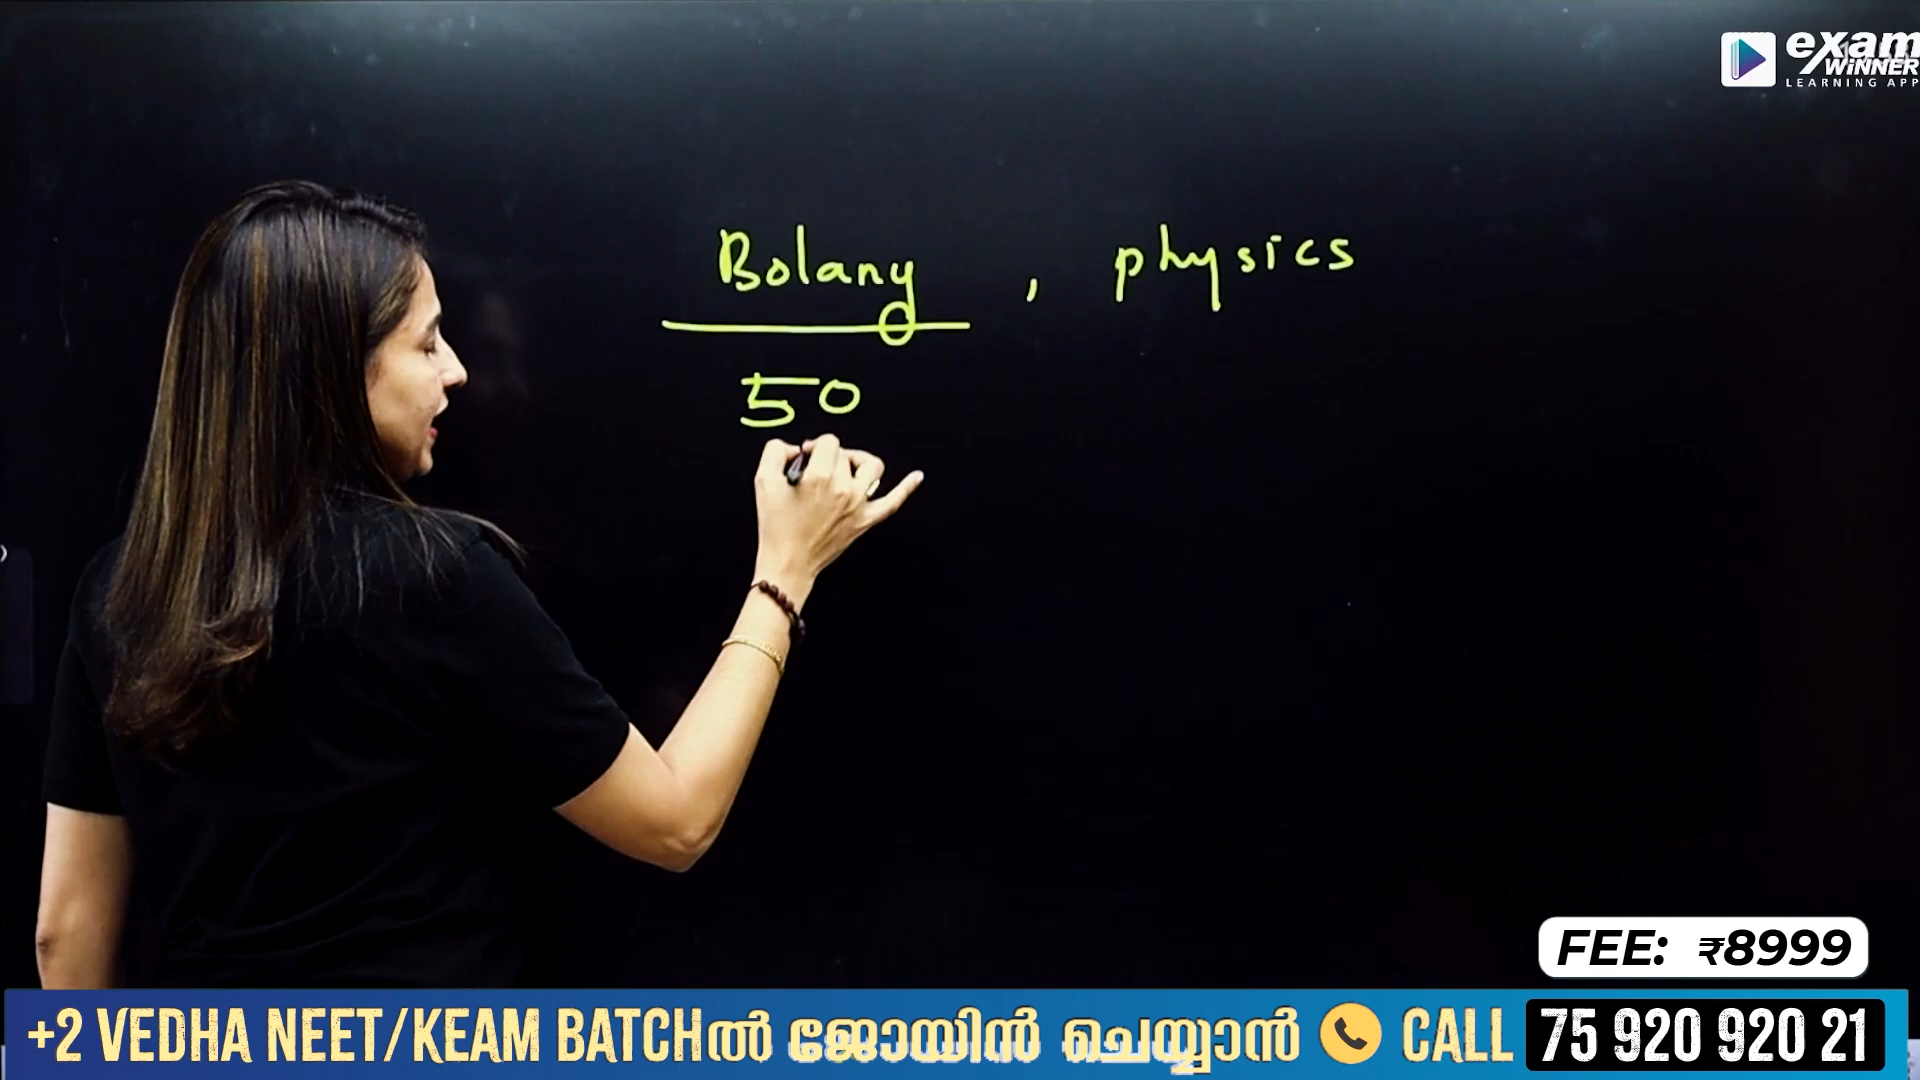 exam
WINNER
LEARNING APP
Bolany , physics
50
FEE: ₹8999
+2 VEDHA NEET/KEAM BATCHൽ ജോയിൻ ചെയ്യാൻ CALL 75 920 920 21